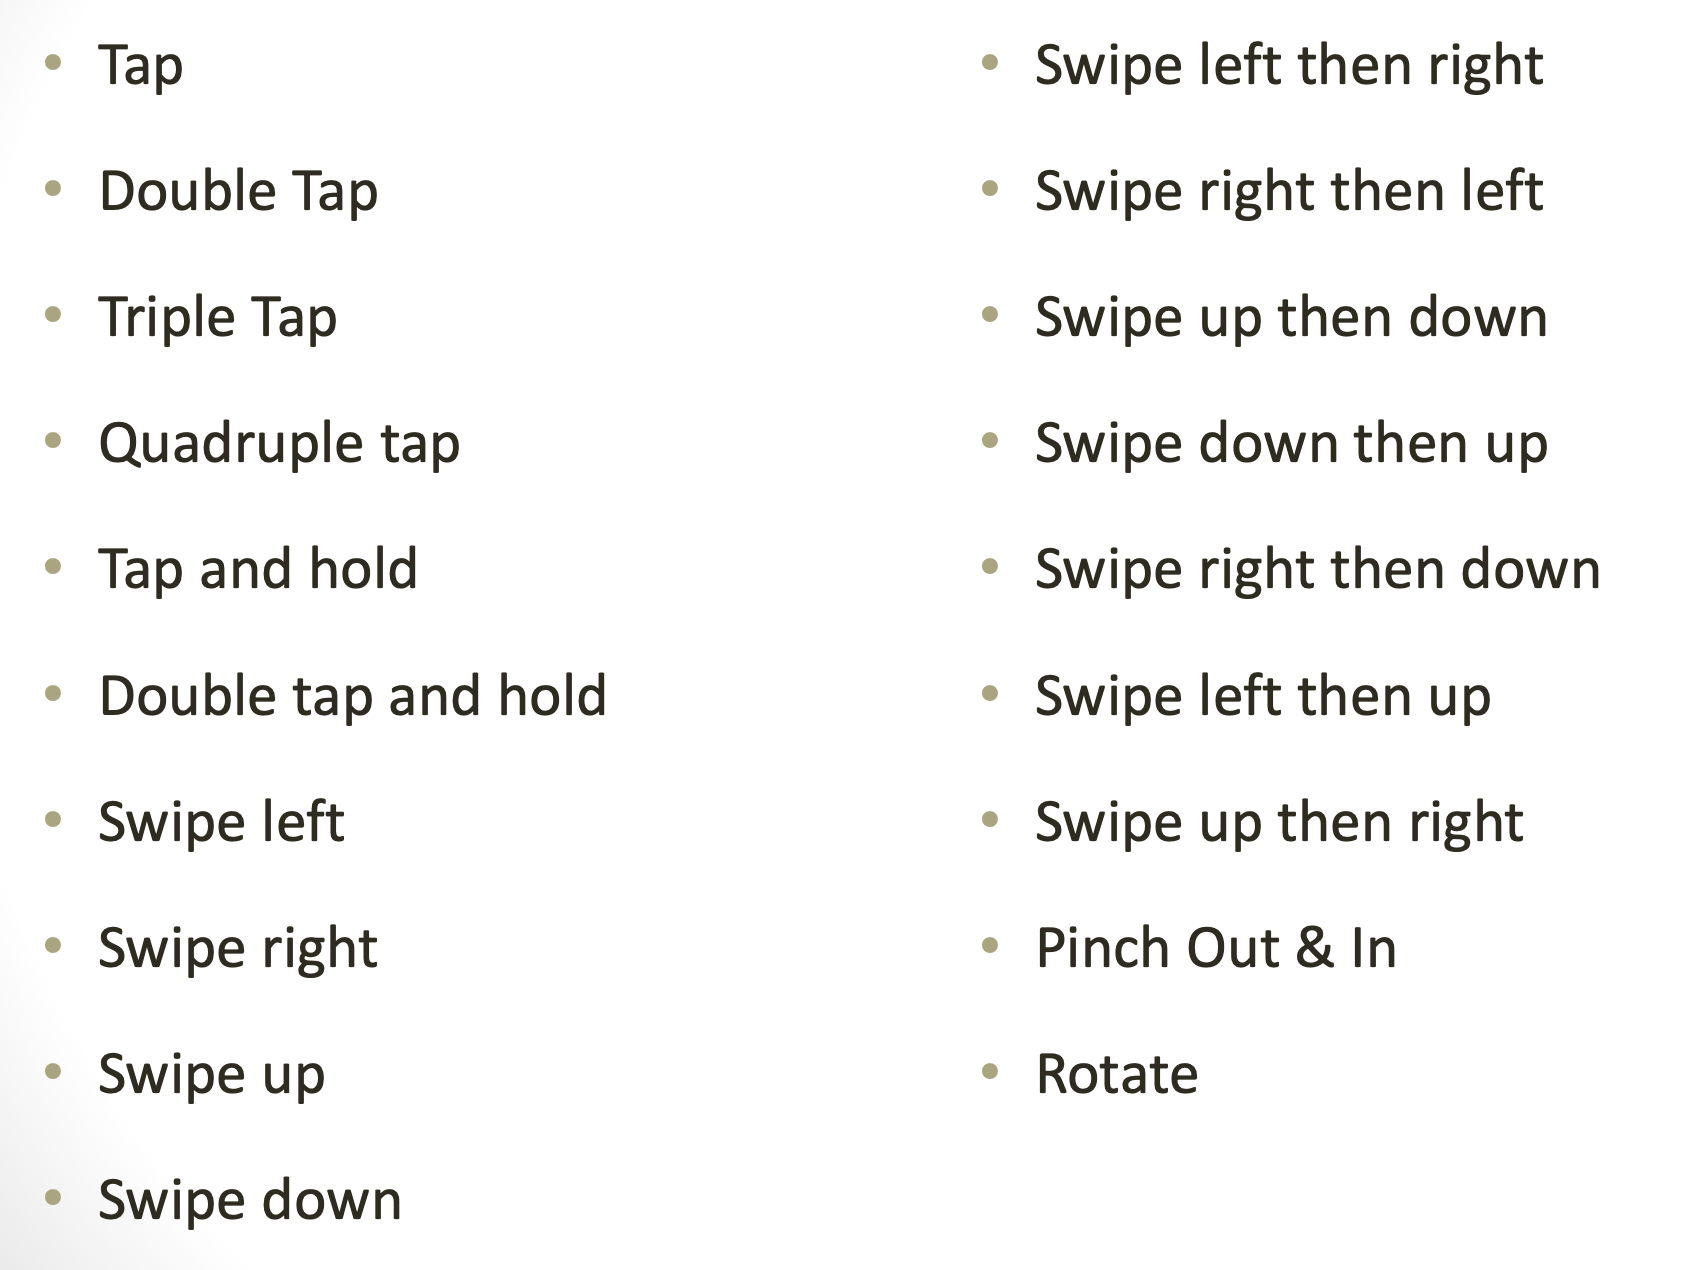 • Tap
• Double Tap
• Triple Tap
• Quadruple tap
• Tap and hold
• Double tap and hold
• Swipe left
• Swipe right
• Swipe up
• Swipe down
• Swipe left then right
• Swipe right then left
• Swipe up then down
• Swipe down then up
• Swipe right then down
• Swipe left then up
• Swipe up then right
• Pinch Out & In
• Rotate